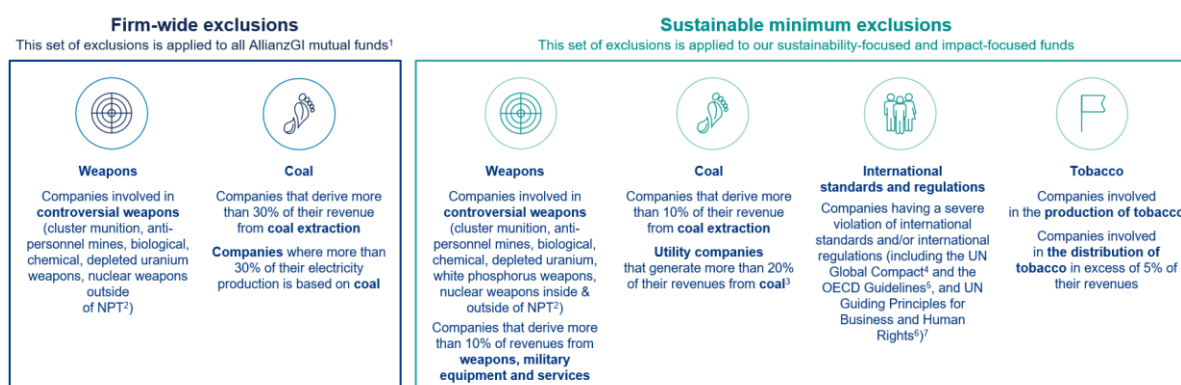 Firm-wide exclusions
This set of exclusions is applied to all AllianzGI mutual funds¹
Weapons
Companies involved in
controversial weapons
(cluster munition, anti-
personnel mines, biological,
chemical, depleted uranium
weapons, nuclear weapons
outside
of NPT²)
Coal
Companies that derive more
than 30% of their revenue
from coal extraction
Companies where more than
30% of their electricity
production is based on coal
Sustainable minimum exclusions
This set of exclusions is applied to our sustainability-focused and impact-focused funds
Weapons
Companies involved in
controversial weapons
(cluster munition, anti-
personnel mines, biological,
chemical, depleted uranium,
white phosphorus weapons,
nuclear weapons inside &
outside of NPT²)
Companies that derive more
than 10% of revenues from
weapons, military
equipment and services
Coal
Companies that derive more
than 10% of their revenue
from coal extraction
Utility companies
that generate more than 20%
of their revenues from coal³
International
standards and regulations
Companies having a severe
violation of international
standards and/or international
regulations (including the UN
Global Compact⁴ and the
OECD Guidelines⁵, and UN
Guiding Principles for
Business and Human
Rights⁶)⁷
Tobacco
Companies involved
in the production of tobacco
Companies involved
in the distribution of
tobacco in excess of 5% of
their revenues